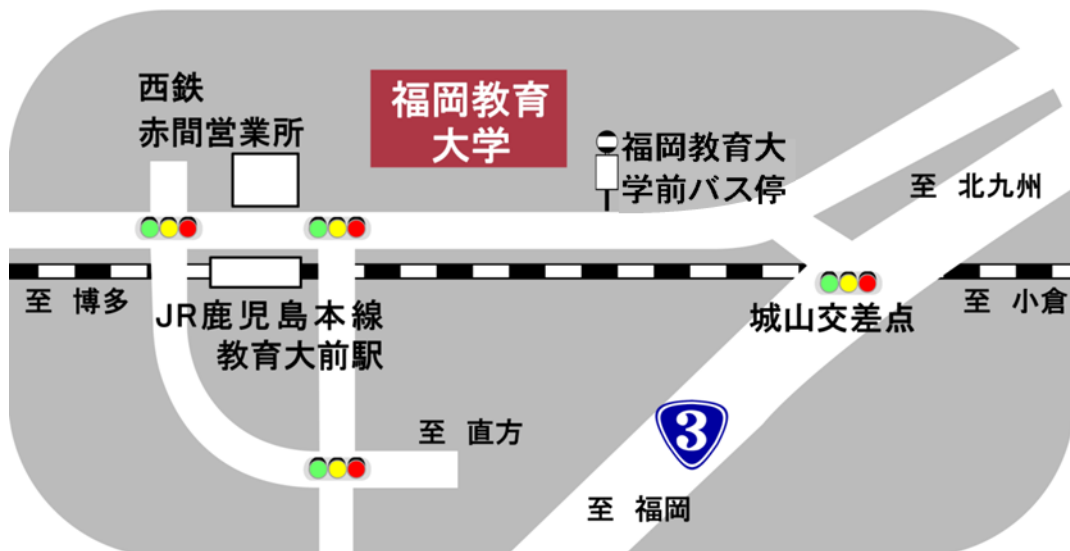 西鉄
赤間営業所
福岡教育
大学
福岡教育大
学前バス停
至 北九州
至 博多
JR鹿児島本線
教育大前駅
城山交差点
至 小倉
3
至 直方
至 福岡